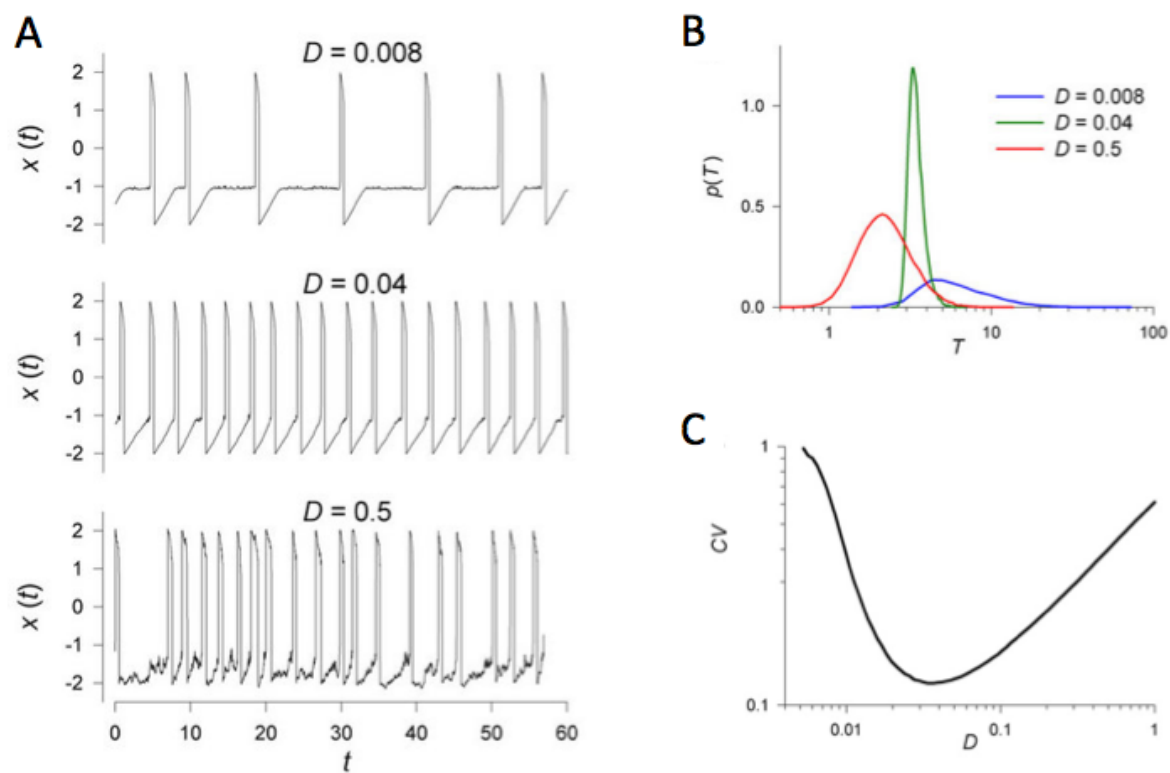 A
D = 0.008
x (t)
2
1
0
-1
-2
D = 0.04
x (t)
2
1
0
-1
-2
D = 0.5
x (t)
2
1
0
-1
-2
0 10 20 30 40 50 60
t
B
p(T)
1.0
0.5
0.0
D = 0.008
D = 0.04
D = 0.5
1 10 100
T
C
CV
1
0.1
0.01 0.1 1
D